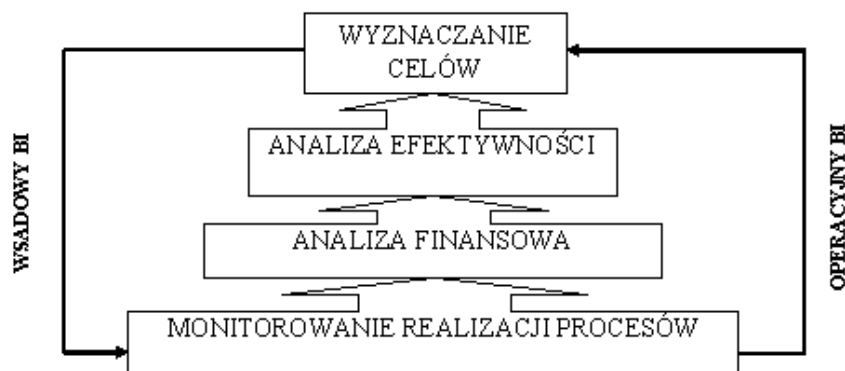 WYZNACZANIE
CELÓW
ANALIZA EFEKTYWNOŚCI
ANALIZA FINANSOWA
MONITOROWANIE REALIZACJI PROCESÓW
WSADOWY BI
OPERACYJNY BI